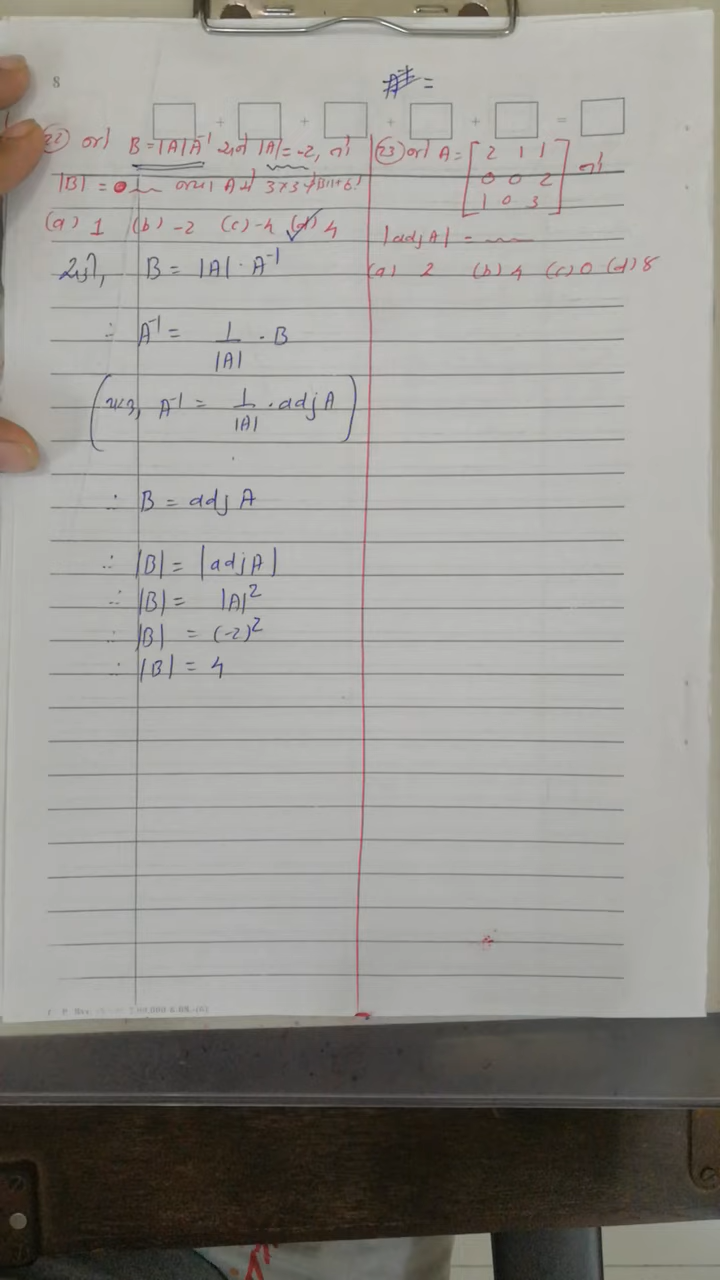 8
A⁻¹ =
+ + + + =
(22) જો B = |A| A⁻¹ અને |A| = -2, તો
|B| = ___ જ્યાં A એ 3×3
(a) 1 (b) -2 (c) -4 (d) 4
અહીં, B = |A| · A⁻¹
∴ A⁻¹ = 1/|A| · B
A⁻¹ = 1/|A| · adj A
∴ B = adj A
∴ |B| = |adj A|
∴ |B| = |A|²
∴ |B| = (-2)²
∴ |B| = 4
(23) જો A = [2 1 1
0 0 2
1 0 3] તો
|adj A| = ___
(a) 2 (b) 4 (c) 0 (d) 8